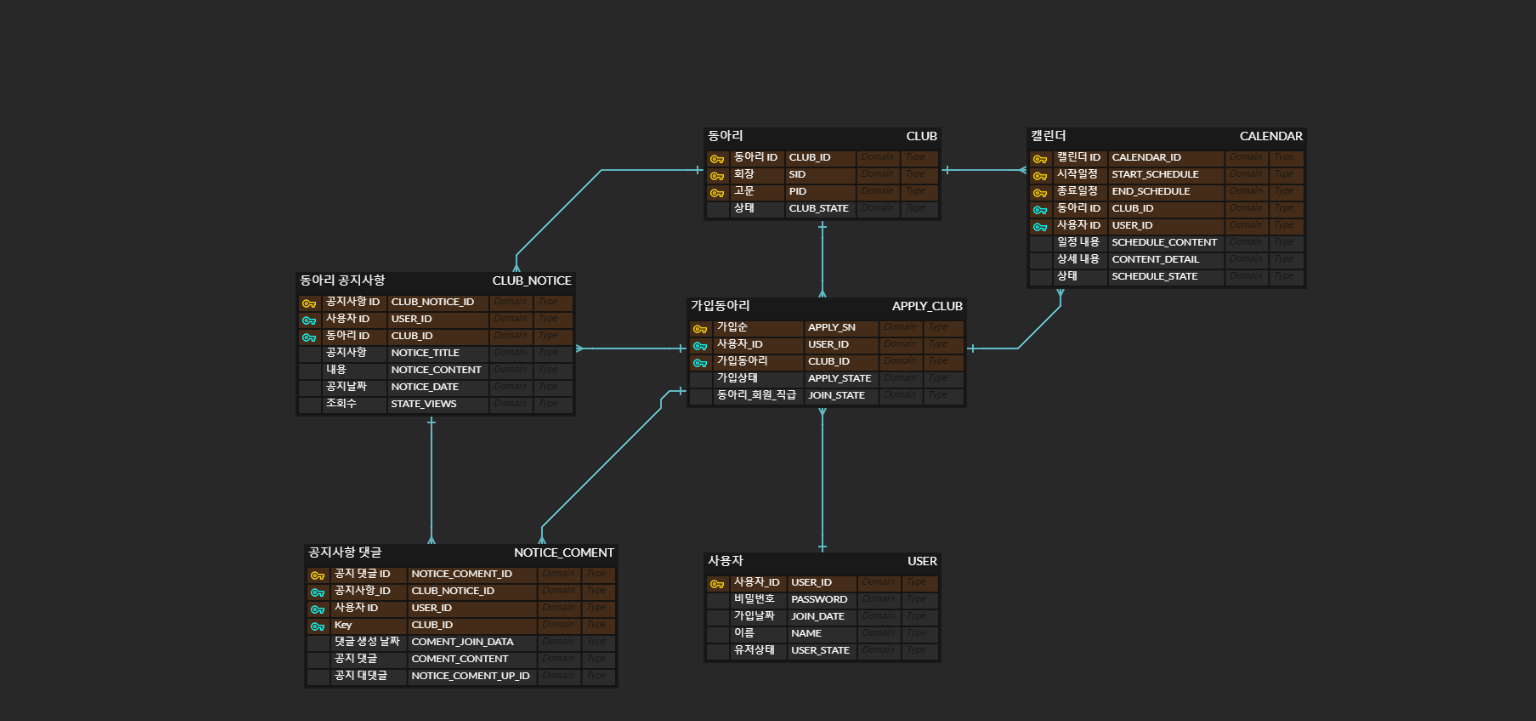 동아리 CLUB
동아리 ID CLUB_ID Domain Type
회장 SID Domain Type
고문 PID Domain Type
상태 CLUB_STATE Domain Type
캘린더 CALENDAR
캘린더 ID CALENDAR_ID Domain Type
시작일정 START_SCHEDULE Domain Type
종료일정 END_SCHEDULE Domain Type
동아리 ID CLUB_ID Domain Type
사용자 ID USER_ID Domain Type
일정 내용 SCHEDULE_CONTENT Domain Type
상세 내용 CONTENT_DETAIL Domain Type
상태 SCHEDULE_STATE Domain Type
동아리 공지사항 CLUB_NOTICE
공지사항 ID CLUB_NOTICE_ID Domain Type
사용자 ID USER_ID Domain Type
동아리 ID CLUB_ID Domain Type
공지사항 NOTICE_TITLE Domain Type
내용 NOTICE_CONTENT Domain Type
공지날짜 NOTICE_DATE Domain Type
조회수 STATE_VIEWS Domain Type
가입동아리 APPLY_CLUB
가입순 APPLY_SN Domain Type
사용자_ID USER_ID Domain Type
가입동아리 CLUB_ID Domain Type
가입상태 APPLY_STATE Domain Type
동아리_회원_직급 JOIN_STATE Domain Type
공지사항 댓글 NOTICE_COMENT
공지 댓글 ID NOTICE_COMENT_ID Domain Type
공지사항_ID CLUB_NOTICE_ID Domain Type
사용자 ID USER_ID Domain Type
Key CLUB_ID Domain Type
댓글 생성 날짜 COMENT_JOIN_DATA Domain Type
공지 댓글 COMENT_CONTENT Domain Type
공지 대댓글 NOTICE_COMENT_UP_ID Domain Type
사용자 USER
사용자_ID USER_ID Domain Type
비밀번호 PASSWORD Domain Type
가입날짜 JOIN_DATE Domain Type
이름 NAME Domain Type
유저상태 USER_STATE Domain Type